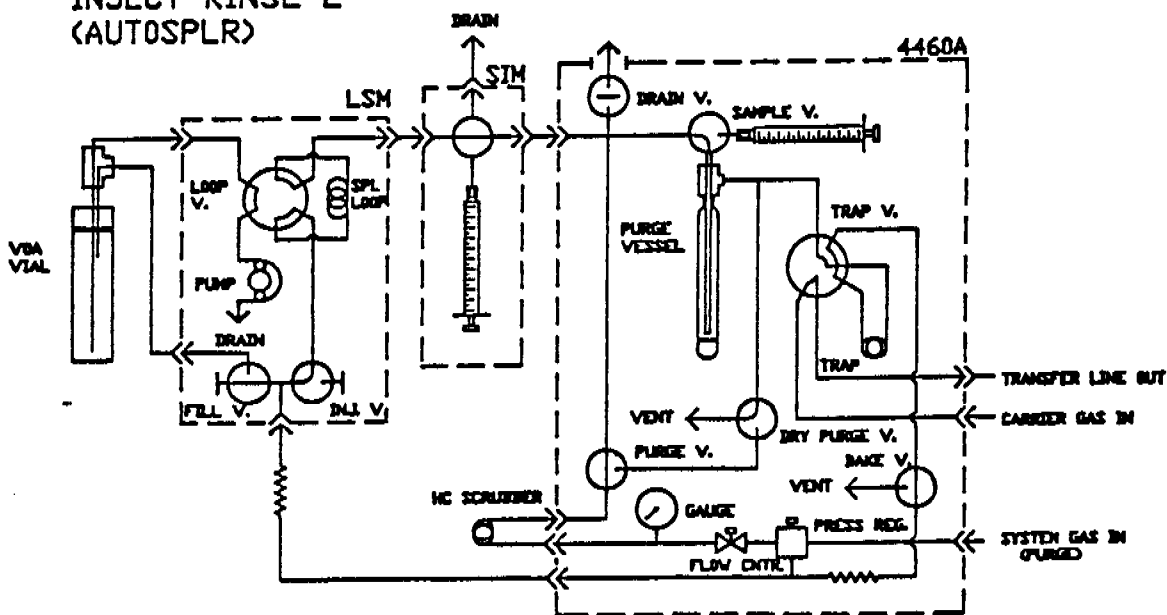 INJECT RINSE 2
(AUTOSPLR)
DRAIN
4460A
STM
LSM
DRAIN V.
SAMPLE V.
LOOP
V.
SPL
LOOP
TRAP V.
PURGE
VESSEL
VOA
VIAL
PUMP
DRAIN
TRAP
TRANSFER LINE OUT
FILL V.
INJ. V.
VENT
CARRIER GAS IN
DRY PURGE V.
PURGE V.
BAKE V.
VENT
HC SCRUBBER
GAUGE
PRESS REG.
SYSTEM GAS IN
(PURGE)
FLOW CNTR.